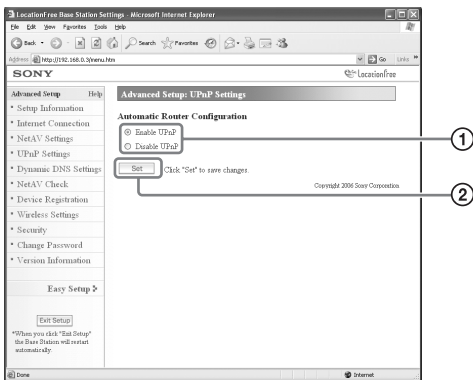 LocationFree Base Station Settings - Microsoft Internet Explorer
File Edit View Favorites Tools Help
Back Search Favorites
Address http://192.168.0.3/menu.htm Go Links »
SONY LocationFree
Advanced Setup Help
* Setup Information
* Internet Connection
* NetAV Settings
* UPnP Settings
* Dynamic DNS Settings
* NetAV Check
* Device Registration
* Wireless Settings
* Security
* Change Password
* Version Information
Easy Setup
Exit Setup
*When you click "Exit Setup"
the Base Station will restart
automatically.
Advanced Setup: UPnP Settings
Automatic Router Configuration
Enable UPnP
Disable UPnP
1
Set Click "Set" to save changes.
2
Copyright 2006 Sony Corporation
Done Internet